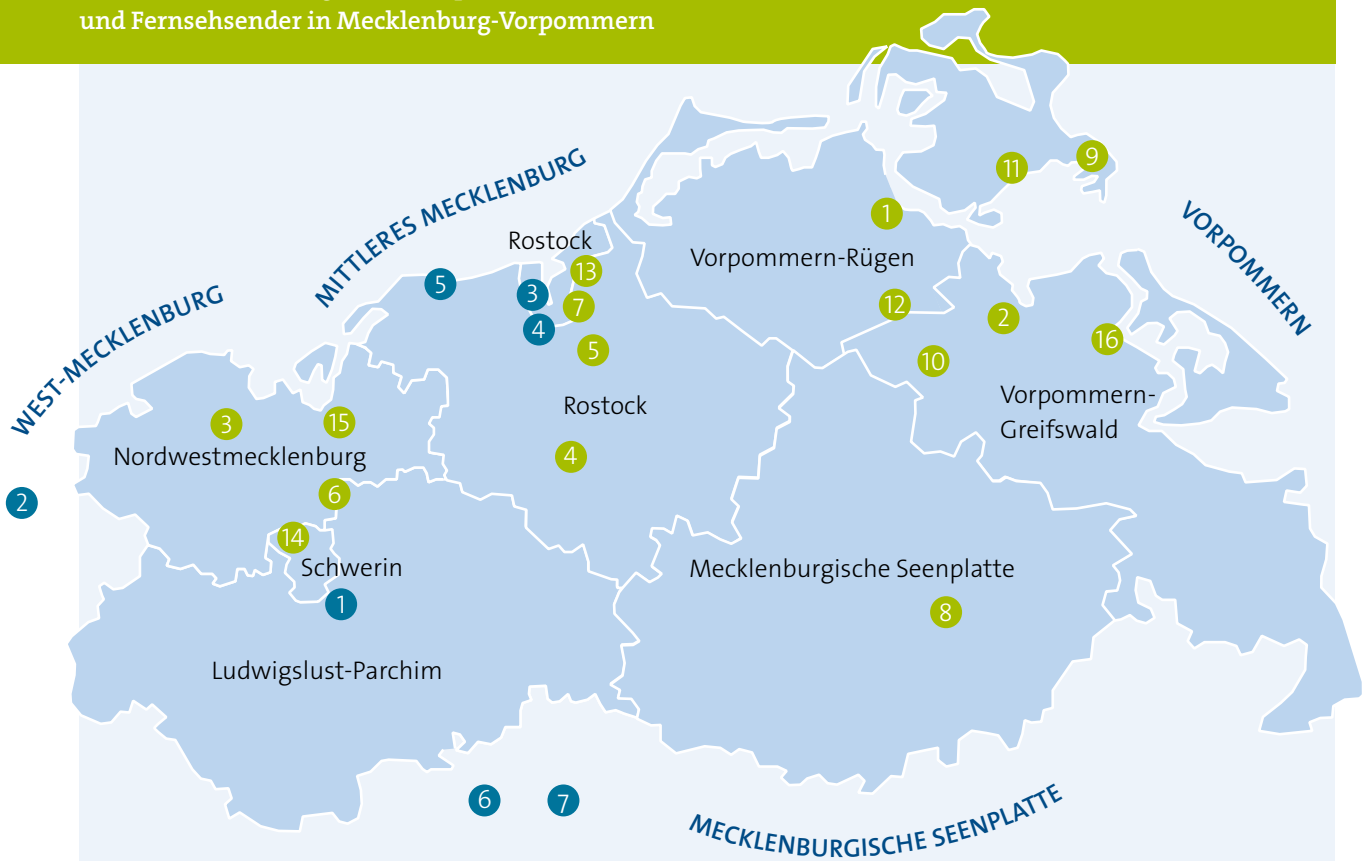 und Fernsehsender in Mecklenburg-Vorpommern
9
11
VORPOMMERN
MITTLERES MECKLENBURG
1
Rostock
Vorpommern-Rügen
13
5
3
7
12
2
WEST-MECKLENBURG
4
16
5
10
Vorpommern-
Greifswald
Rostock
3
15
Nordwestmecklenburg
4
6
2
14
Schwerin
Mecklenburgische Seenplatte
1
8
Ludwigslust-Parchim
6
7
MECKLENBURGISCHE SEENPLATTE